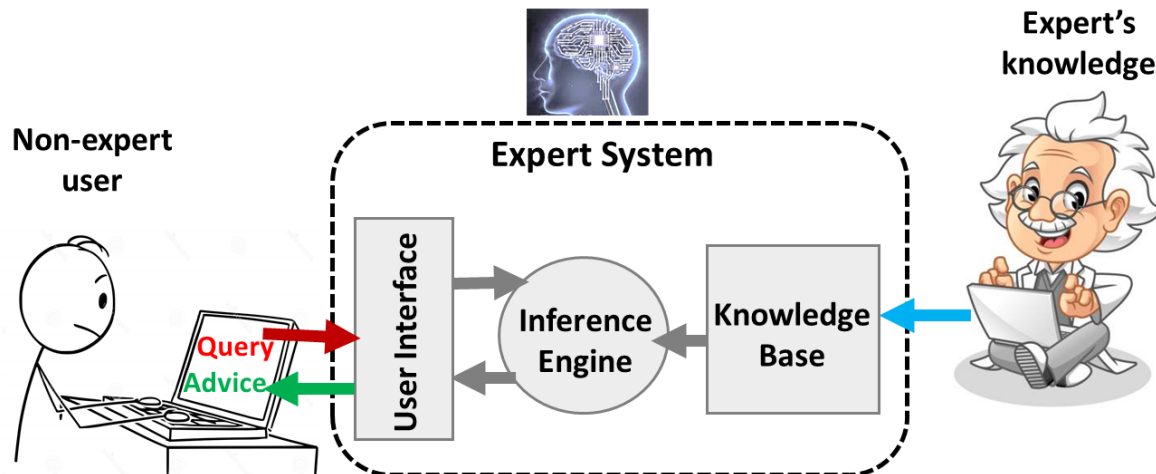 Expert's
knowledge
Non-expert
user
Expert System
User Interface
Inference
Engine
Knowledge
Base
Query
Advice